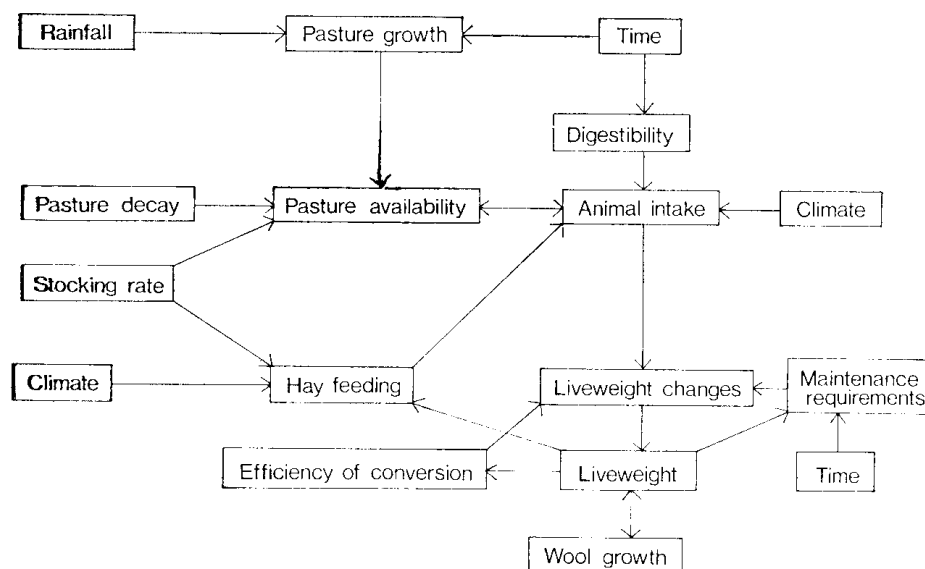 Rainfall
Pasture growth
Time
Digestibility
Pasture decay
Pasture availability
Animal intake
Climate
Stocking rate
Climate
Hay feeding
Liveweight changes
Maintenance
requirements
Efficiency of conversion
Liveweight
Time
Wool growth